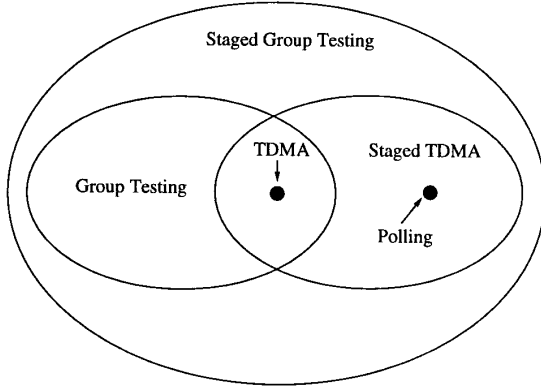 Staged Group Testing
TDMA
Staged TDMA
Group Testing
Polling